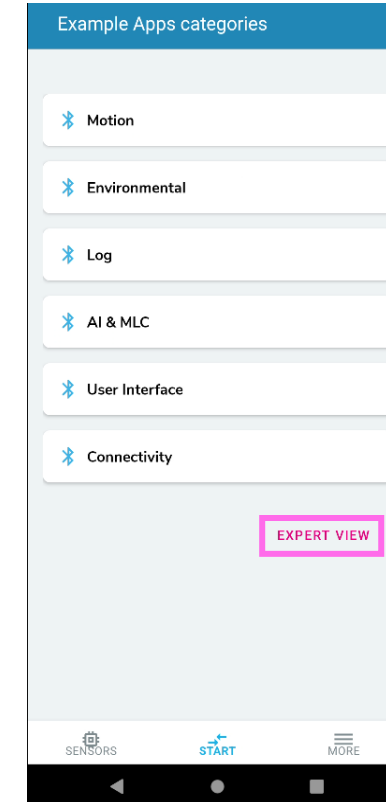 Example Apps categories
Motion
Environmental
Log
AI & MLC
User Interface
Connectivity
EXPERT VIEW
SENSORS
START
MORE